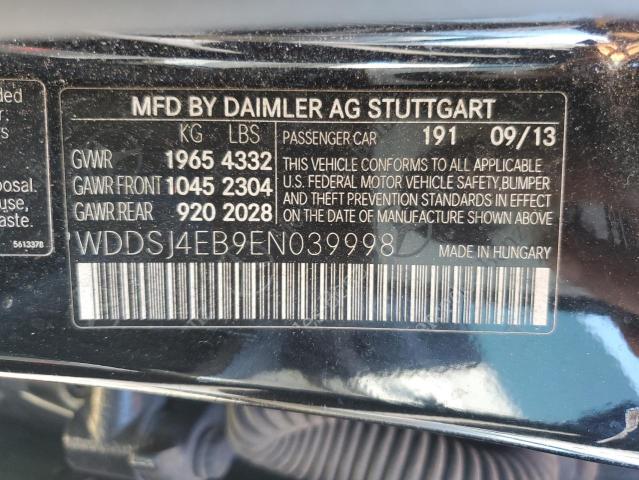 ded
r:
rs
posal.
ouse,
aste.
5613378
MFD BY DAIMLER AG STUTTGART
KG LBS PASSENGER CAR 191 09/13
GVWR 1965 4332
GAWR FRONT 1045 2304
GAWR REAR 920 2028
THIS VEHICLE CONFORMS TO ALL APPLICABLE
U.S. FEDERAL MOTOR VEHICLE SAFETY, BUMPER
AND THEFT PREVENTION STANDARDS IN EFFECT
ON THE DATE OF MANUFACTURE SHOWN ABOVE.
WDDSJ4EB9EN039998 MADE IN HUNGARY